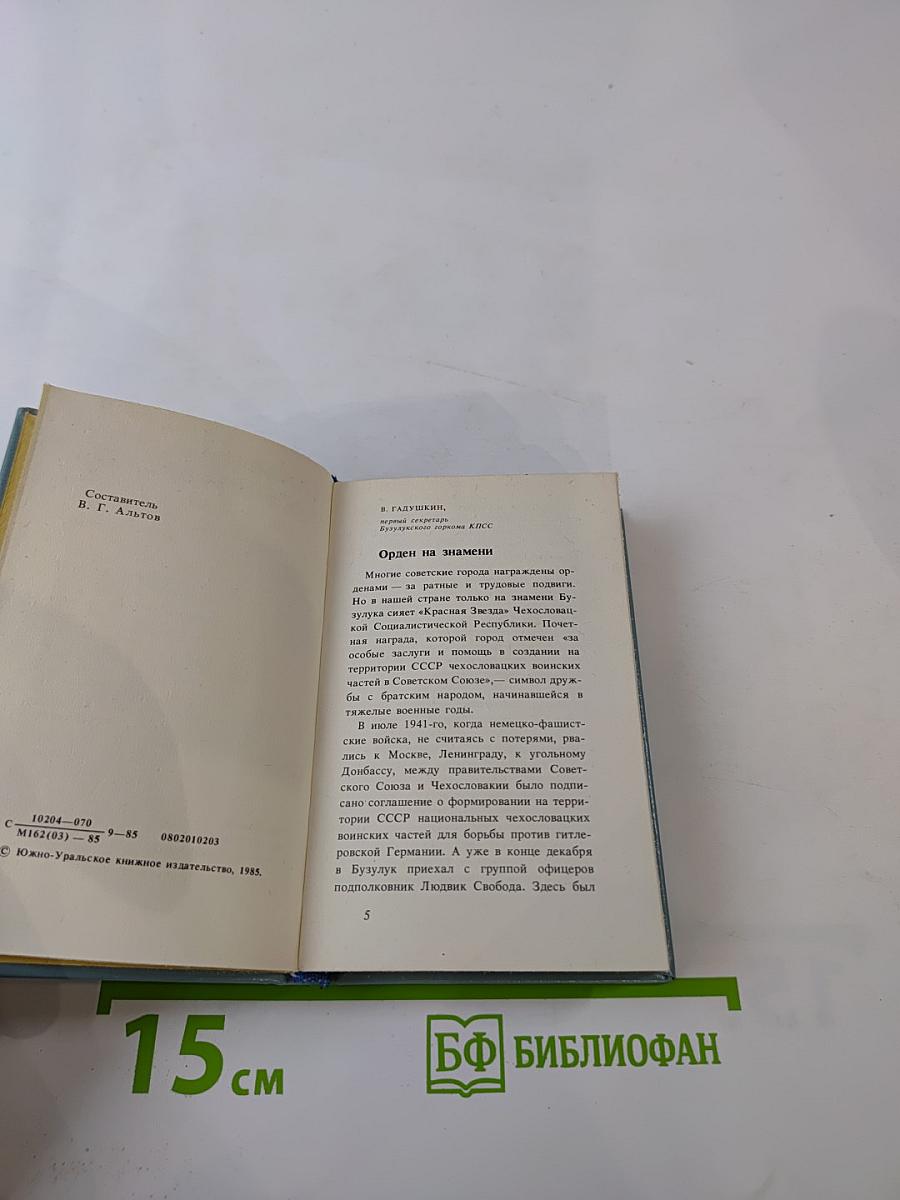 Составитель
В. Г. Альтов
С 10204—070
М162(03) — 85 9—85 0802010203
© Южно-Уральское книжное издательство, 1985.
В. ГАДУШКИН,
первый секретарь
Бузулукского горкома КПСС
Орден на знамени
Многие советские города награждены ор-
денами — за ратные и трудовые подвиги.
Но в нашей стране только на знамени Бу-
зулука сияет «Красная Звезда» Чехословац-
кой Социалистической Республики. Почет-
ная награда, которой город отмечен «за
особые заслуги и помощь в создании на
территории СССР чехословацких воинских
частей в Советском Союзе»,— символ друж-
бы с братским народом, начинавшейся в
тяжелые военные годы.
В июле 1941-го, когда немецко-фашист-
ские войска, не считаясь с потерями, рва-
лись к Москве, Ленинграду, к угольному
Донбассу, между правительствами Совет-
ского Союза и Чехословакии было подпи-
сано соглашение о формировании на терри-
тории СССР национальных чехословацких
воинских частей для борьбы против гитле-
ровской Германии. А уже в конце декабря
в Бузулук приехал с группой офицеров
подполковник Людвик Свобода. Здесь был
5
15 см
БФ БИБЛИОФАН